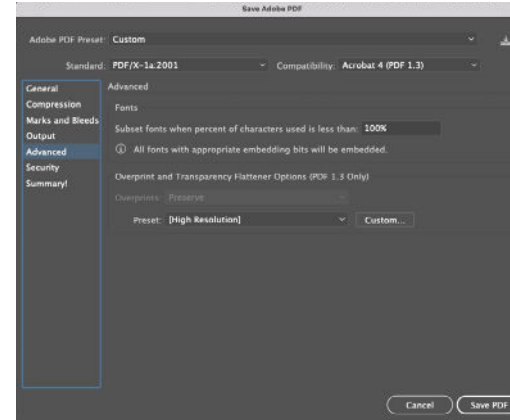 Save Adobe PDF
Adobe PDF Preset: Custom
Standard: PDF/X-1a:2001 Compatibility: Acrobat 4 (PDF 1.3)
General
Compression
Marks and Bleeds
Output
Advanced
Security
Summary!
Advanced
Fonts
Subset fonts when percent of characters used is less than: 100%
All fonts with appropriate embedding bits will be embedded.
Overprint and Transparency Flattener Options (PDF 1.3 Only)
Overprints: Preserve
Preset: [High Resolution] Custom...
Cancel Save PDF